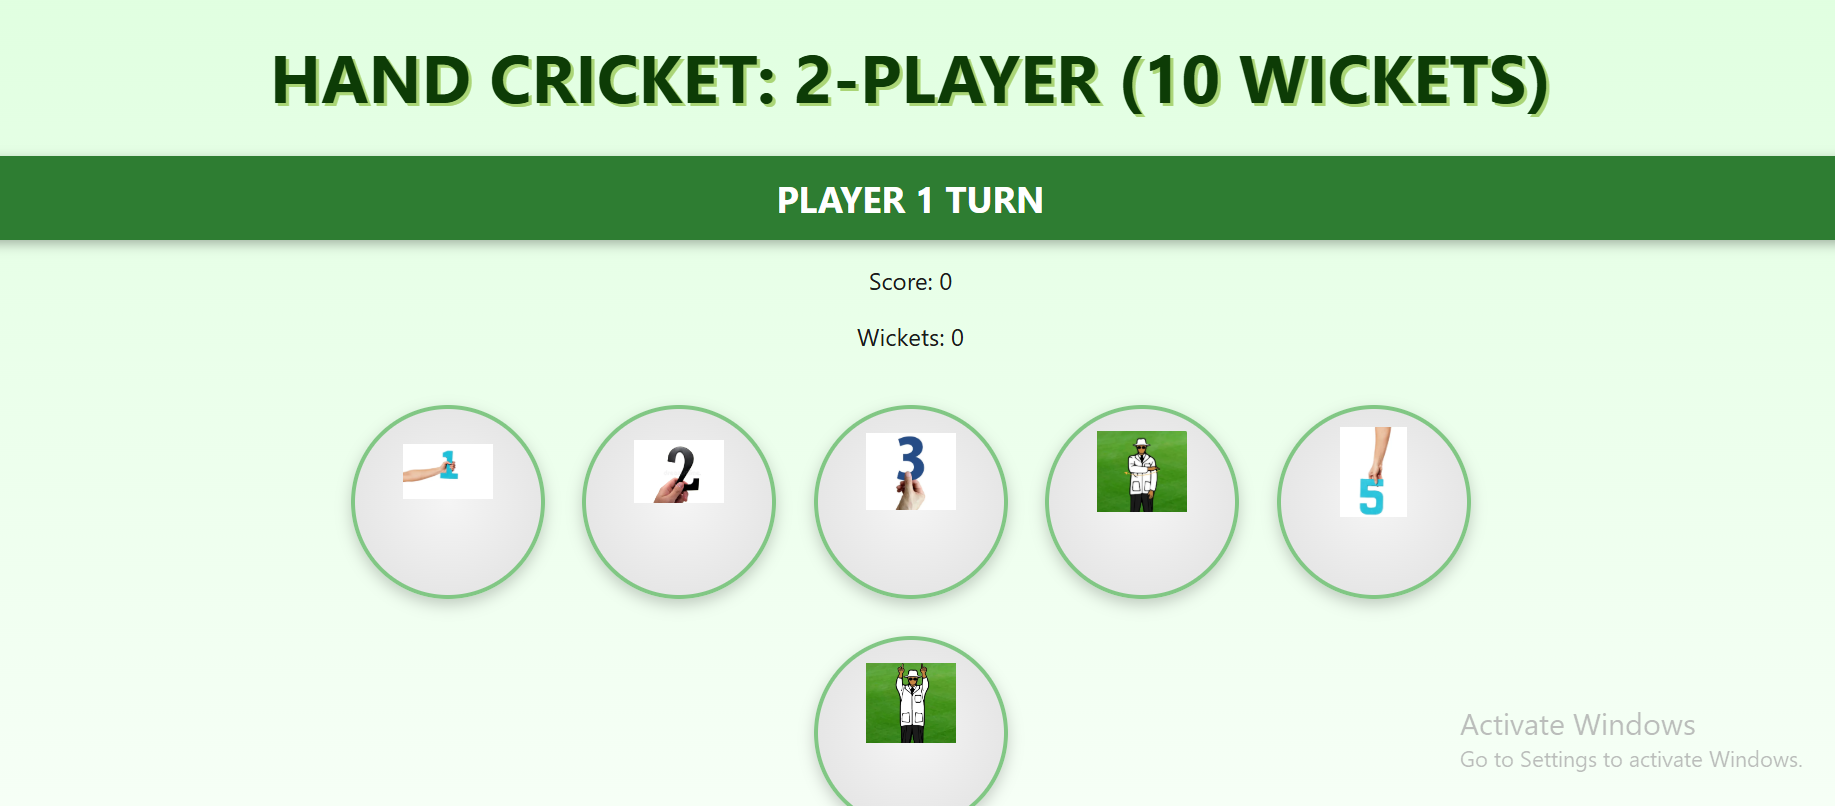 HAND CRICKET: 2-PLAYER (10 WICKETS)
PLAYER 1 TURN
Score: 0
Wickets: 0
1
2
3
5
Activate Windows
Go to Settings to activate Windows.